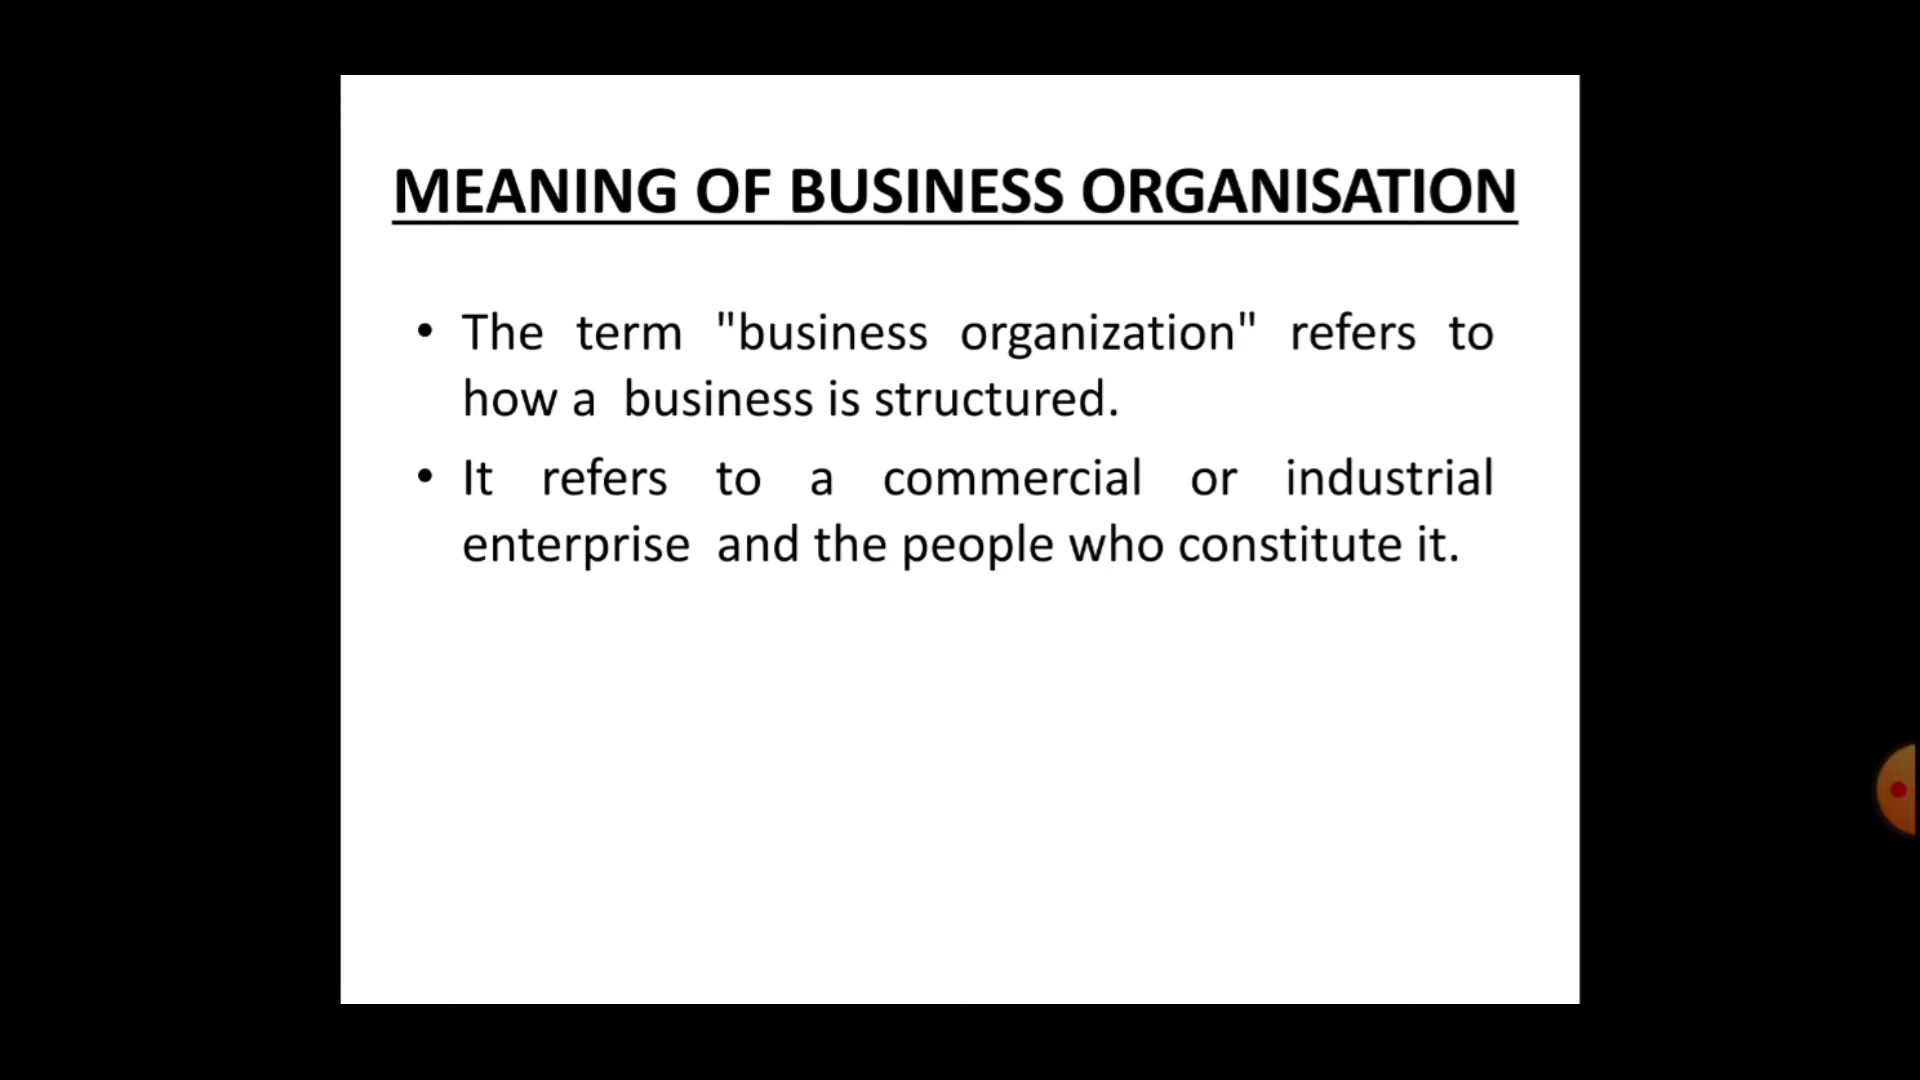 MEANING OF BUSINESS ORGANISATION
• The term "business organization" refers to
how a business is structured.
• It refers to a commercial or industrial
enterprise and the people who constitute it.